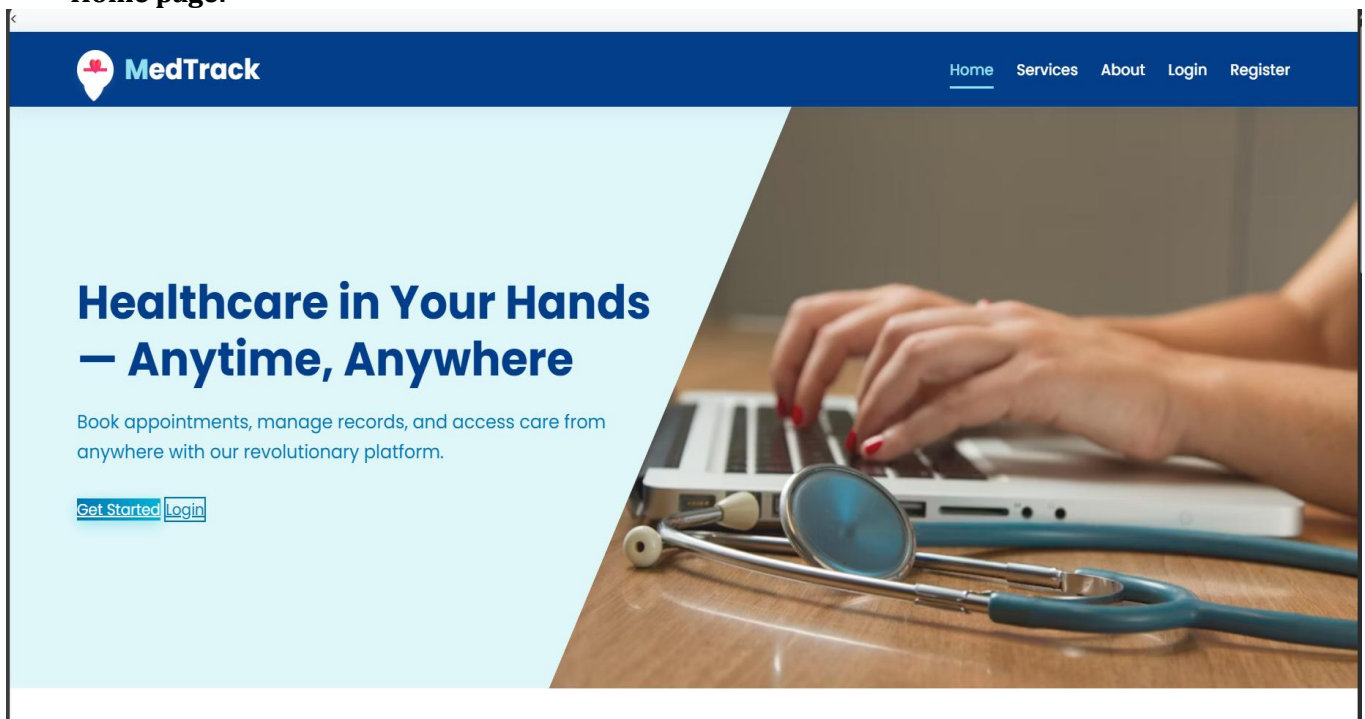 Home page:
<
MedTrack
Home Services About Login Register
Healthcare in Your Hands
— Anytime, Anywhere
Book appointments, manage records, and access care from
anywhere with our revolutionary platform.
Get Started Login